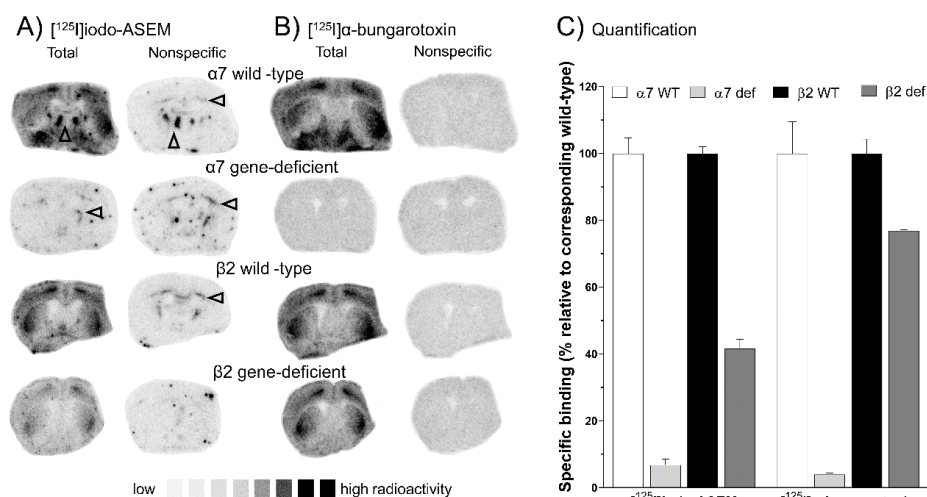 A) [¹²⁵I]iodo-ASEM
Total Nonspecific
B) [¹²⁵I]α-bungarotoxin
Total Nonspecific
α7 wild -type
α7 gene-deficient
β2 wild -type
β2 gene-deficient
low high radioactivity
C) Quantification
Specific binding (% relative to corresponding wild-type)
α7 WT α7 def β2 WT β2 def
120
100
80
60
40
20
0